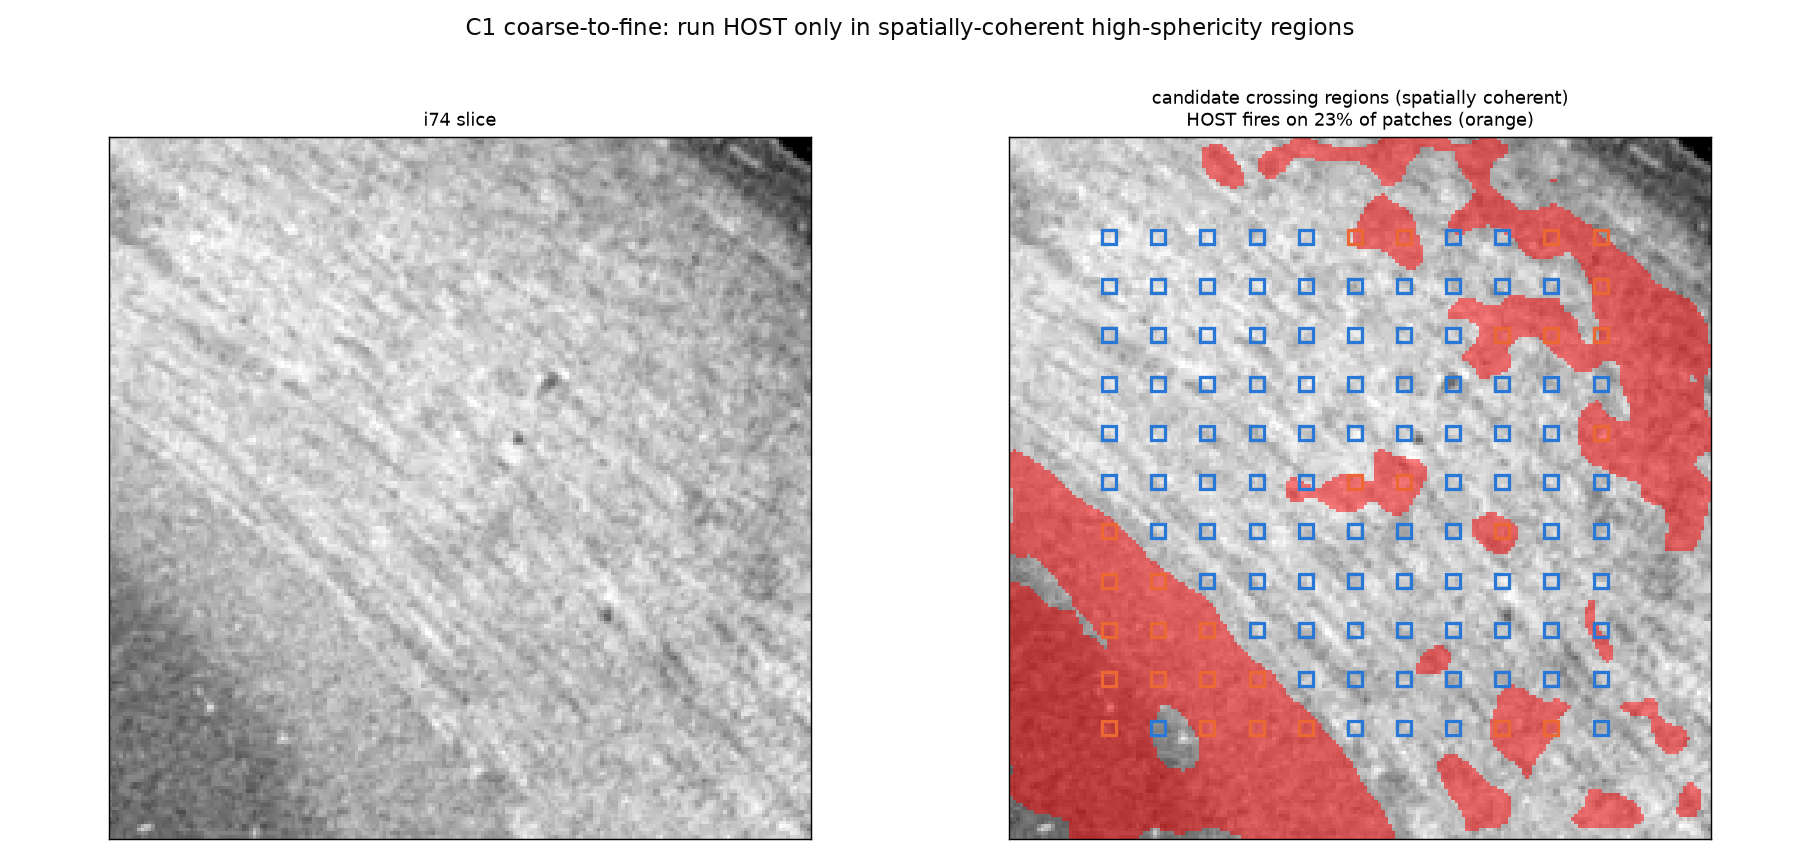 C1 coarse-to-fine: run HOST only in spatially-coherent high-sphericity regions
i74 slice
candidate crossing regions (spatially coherent)
HOST fires on 23% of patches (orange)